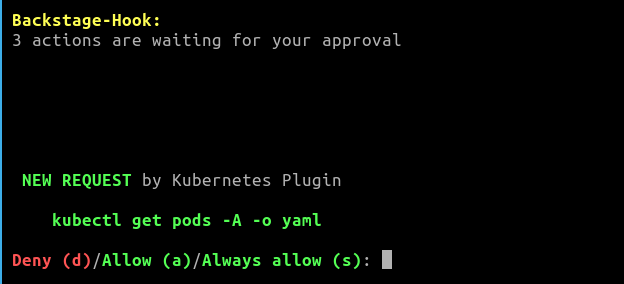 Backstage-Hook:
3 actions are waiting for your approval
NEW REQUEST by Kubernetes Plugin
kubectl get pods -A -o yaml
Deny (d)/Allow (a)/Always allow (s):